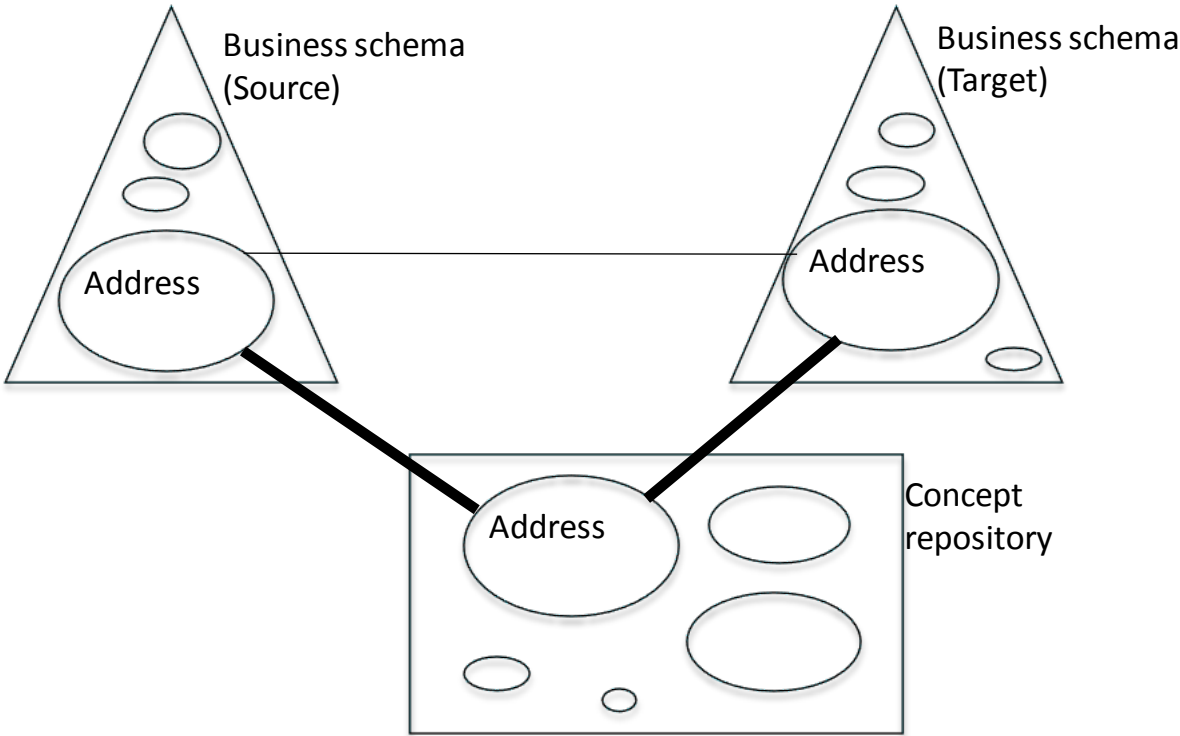 Business schema
(Source)
Business schema
(Target)
Address
Address
Address
Concept
repository